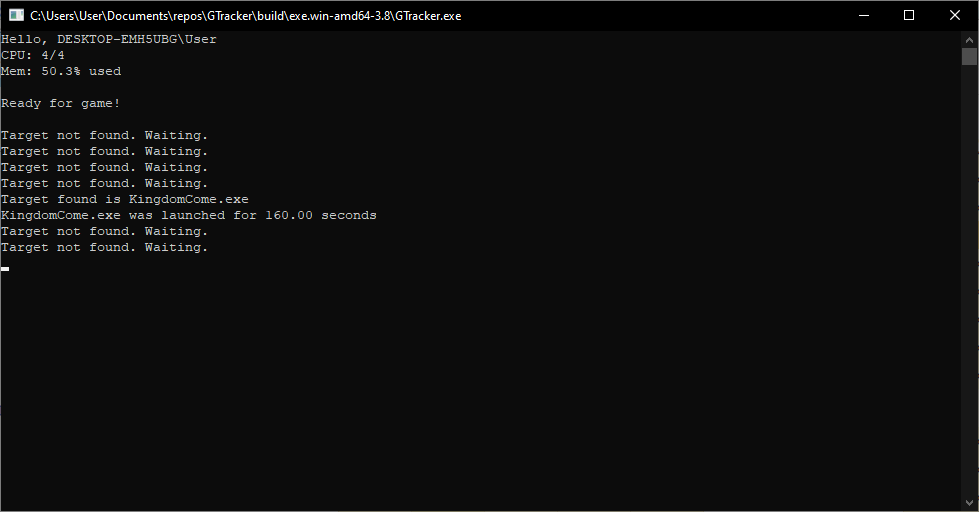 C:\Users\User\Documents\repos\GTracker\build\exe.win-amd64-3.8\GTracker.exe
Hello, DESKTOP-EMH5UBG\User
CPU: 4/4
Mem: 50.3% used
Ready for game!
Target not found. Waiting.
Target not found. Waiting.
Target not found. Waiting.
Target not found. Waiting.
Target found is KingdomCome.exe
KingdomCome.exe was launched for 160.00 seconds
Target not found. Waiting.
Target not found. Waiting.